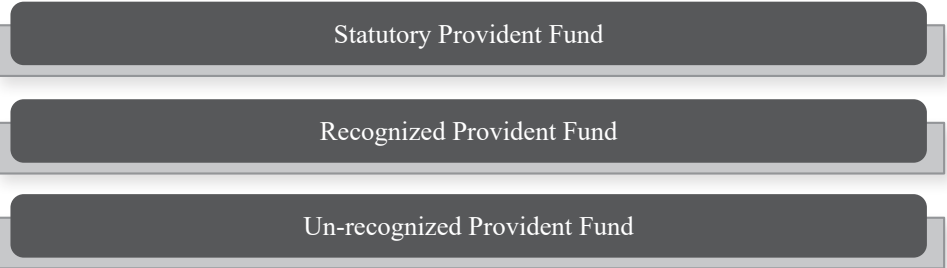 Statutory Provident Fund
Recognized Provident Fund
Un-recognized Provident Fund